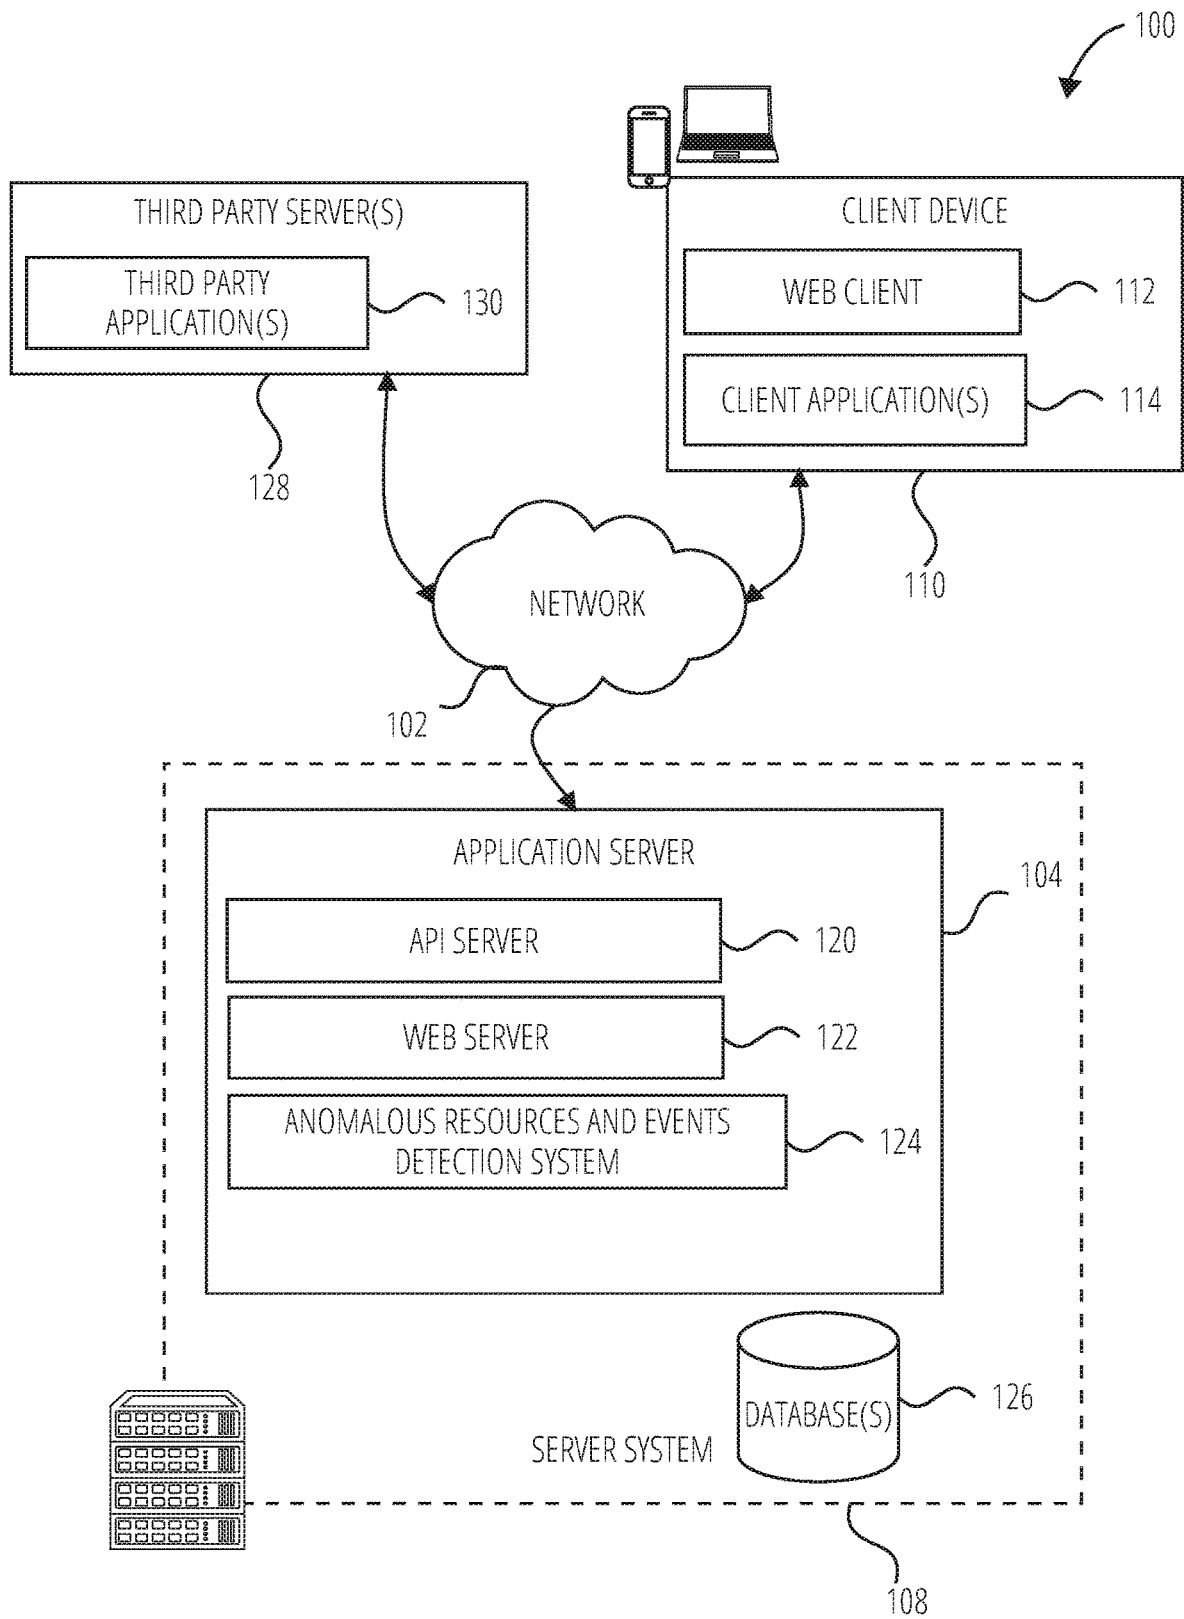 100
THIRD PARTY SERVER(S)
THIRD PARTY
APPLICATION(S)
130
128
CLIENT DEVICE
WEB CLIENT
112
CLIENT APPLICATION(S)
114
110
NETWORK
102
APPLICATION SERVER
104
API SERVER
120
WEB SERVER
122
ANOMALOUS RESOURCES AND EVENTS
DETECTION SYSTEM
124
DATABASE(S)
126
SERVER SYSTEM
108